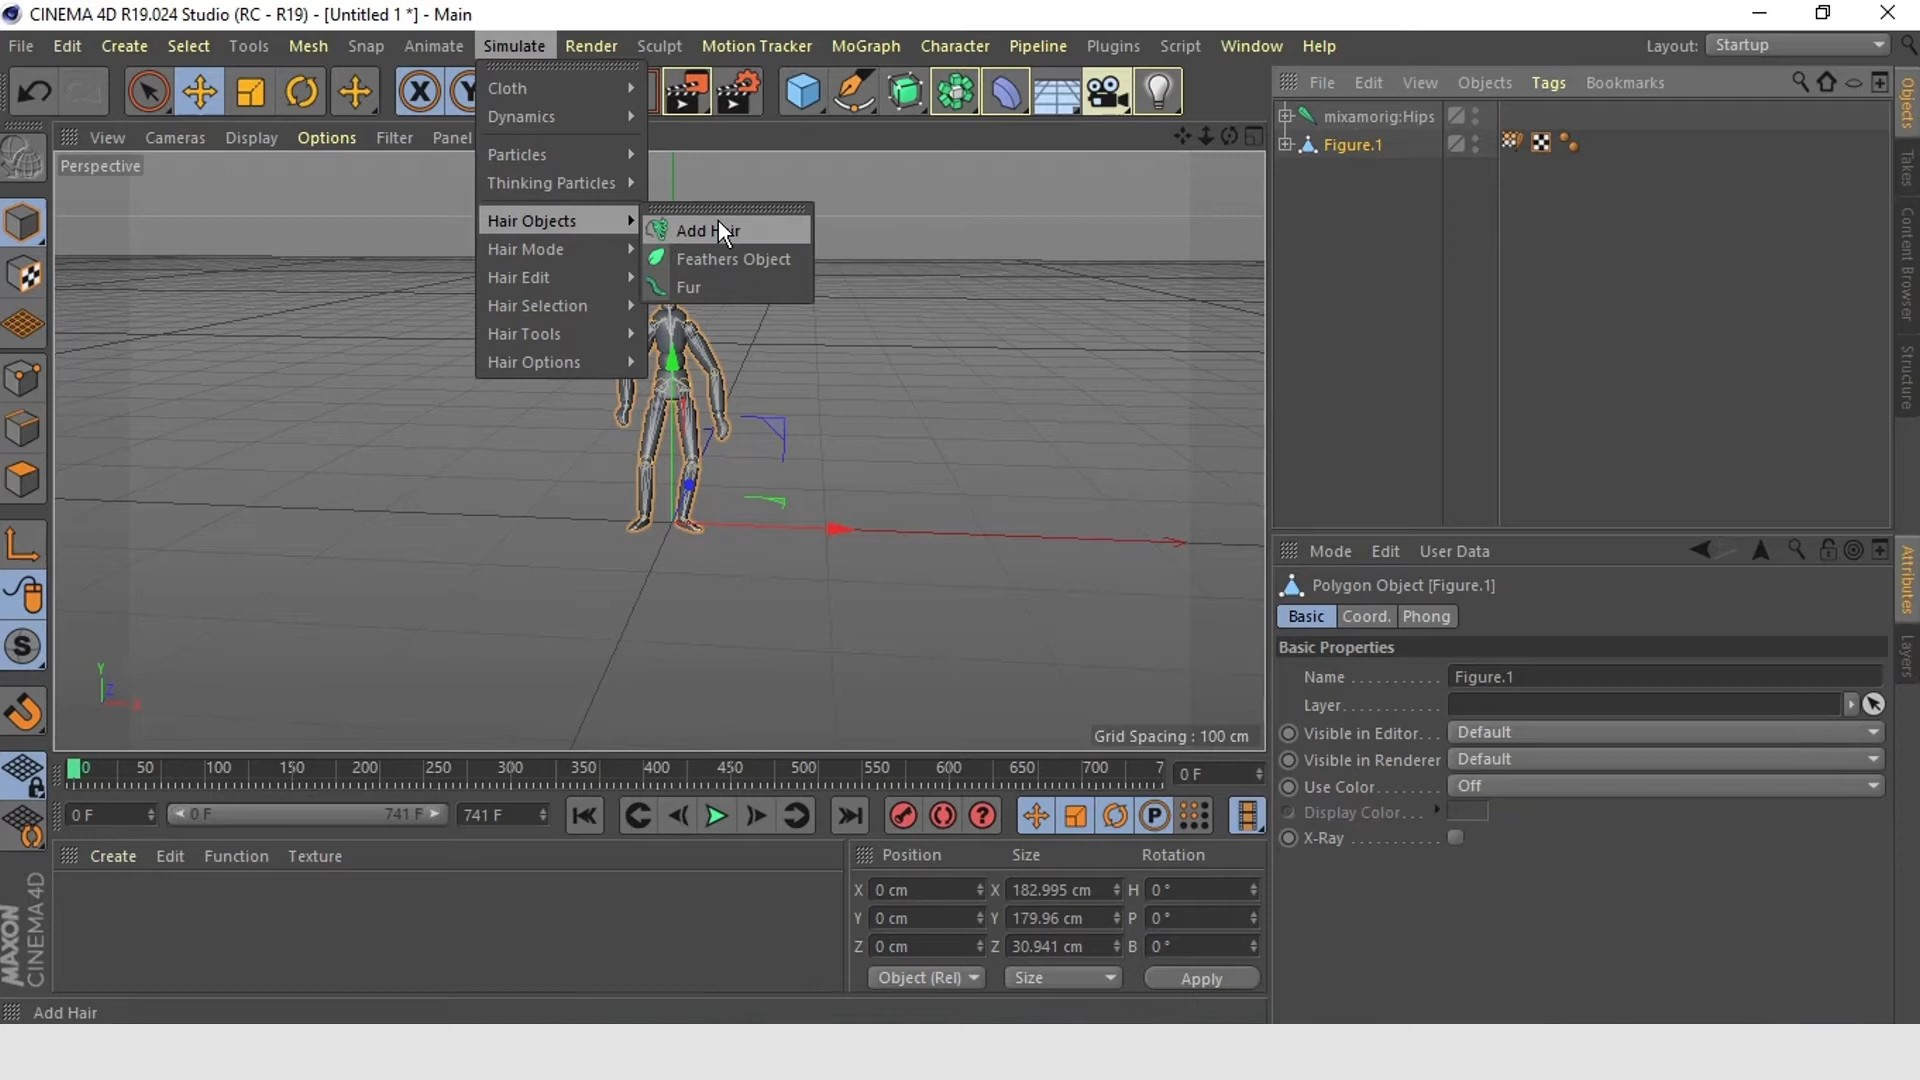 CINEMA 4D R19.024 Studio (RC - R19) - [Untitled 1 *] - Main
File Edit Create Select Tools Mesh Snap Animate Simulate Render Sculpt Motion Tracker MoGraph Character Pipeline Plugins Script Window Help Layout: Startup
X Y
File Edit View Objects Tags Bookmarks
View Cameras Display Options Filter Panel
Perspective
Cloth
Dynamics
Particles
Thinking Particles
Hair Objects
Hair Mode
Hair Edit
Hair Selection
Hair Tools
Hair Options
Add Hair
Feathers Object
Fur
mixamorig:Hips
Figure.1
Objects
Takes
Content Browser
Structure
Y
Z
X
Grid Spacing : 100 cm
Mode Edit User Data
Polygon Object [Figure.1]
Basic Coord. Phong
Basic Properties
Name . . . . . . . . . . Figure.1
Layer. . . . . . . . . . .
Visible in Editor. . . Default
Visible in Renderer Default
Use Color. . . . . . . Off
Display Color. . .
X-Ray . . . . . . . . . .
Attributes
Layers
0 50 100 150 200 250 300 350 400 450 500 550 600 650 700 7 0 F
0 F 0 F 741 F 741 F
P
Create Edit Function Texture
Position Size Rotation
X 0 cm X 182.995 cm H 0 °
Y 0 cm Y 179.96 cm P 0 °
Z 0 cm Z 30.941 cm B 0 °
Object (Rel) Size Apply
MAXON
CINEMA 4D
Add Hair